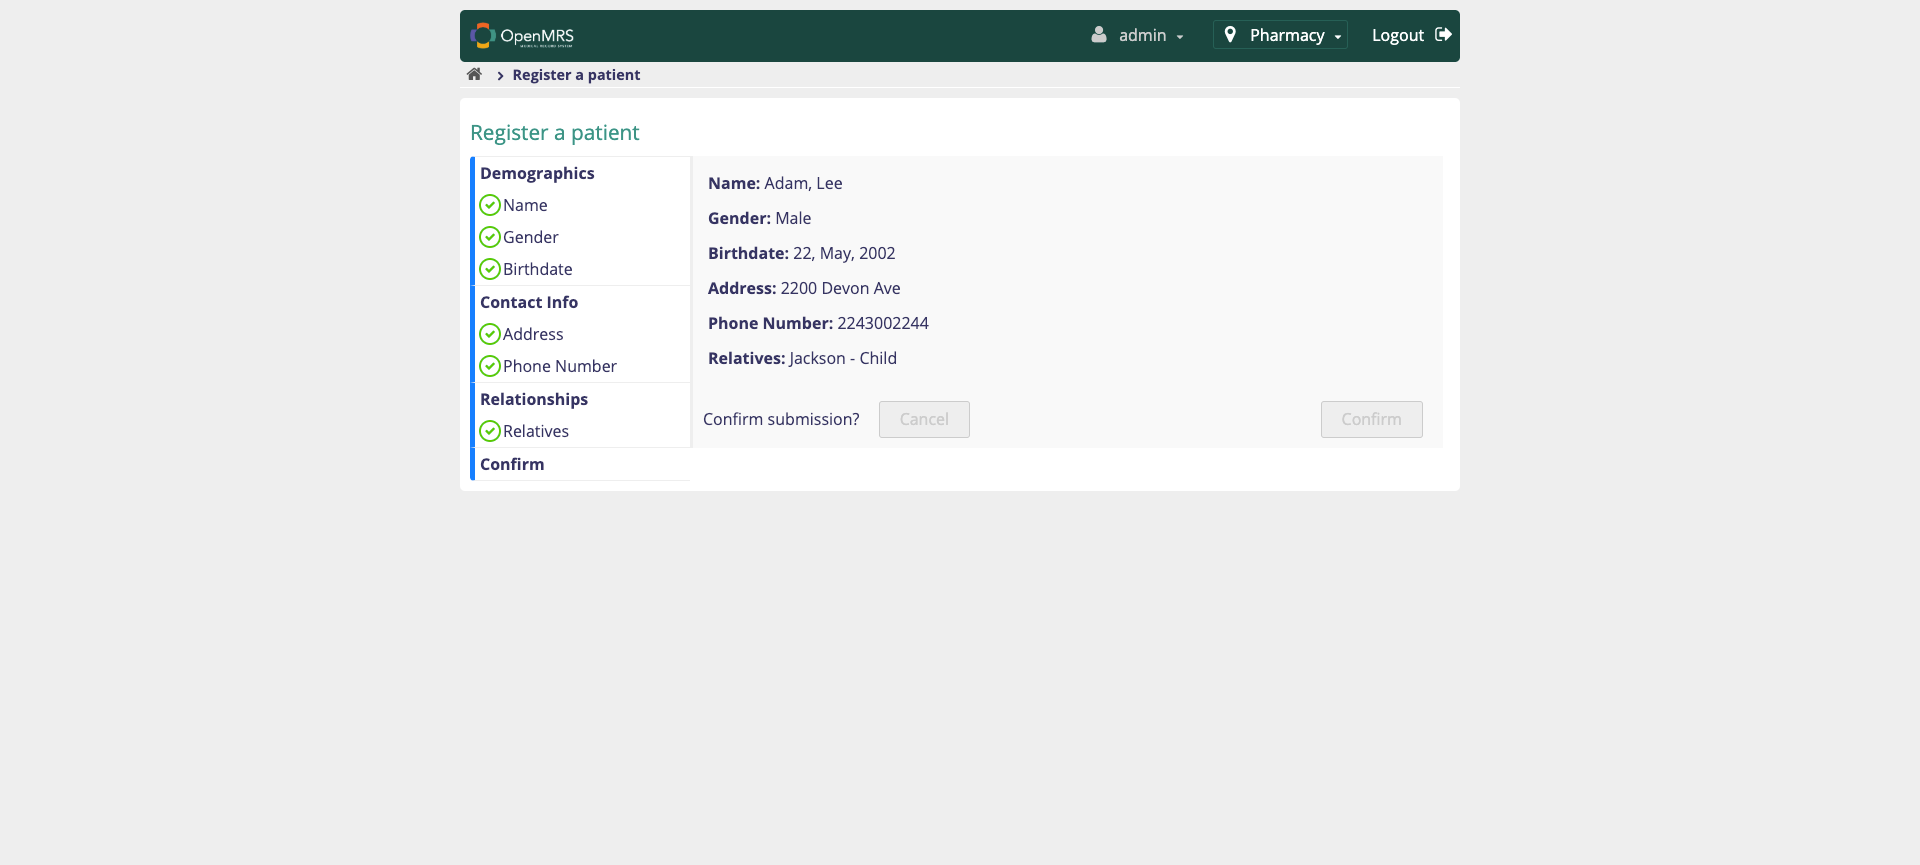 OpenMRS
admin
Pharmacy
Logout
Register a patient
Register a patient
Demographics
Name
Gender
Birthdate
Contact Info
Address
Phone Number
Relationships
Relatives
Confirm
Name: Adam, Lee
Gender: Male
Birthdate: 22, May, 2002
Address: 2200 Devon Ave
Phone Number: 2243002244
Relatives: Jackson - Child
Confirm submission? Cancel Confirm